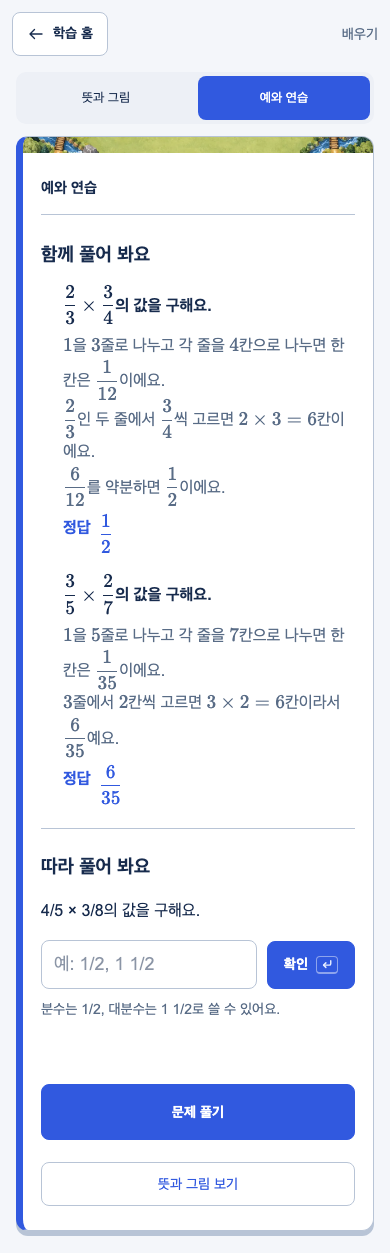 ← 학습 홈
배우기
뜻과 그림
예와 연습
예와 연습
함께 풀어 봐요
2/3 × 3/4의 값을 구해요.
1을 3줄로 나누고 각 줄을 4칸으로 나누면 한
칸은 1/12이에요.
2/3인 두 줄에서 3/4씩 고르면 2 × 3 = 6칸이
에요.
6/12를 약분하면 1/2이에요.
정답 1/2
3/5 × 2/7의 값을 구해요.
1을 5줄로 나누고 각 줄을 7칸으로 나누면 한
칸은 1/35이에요.
3줄에서 2칸씩 고르면 3 × 2 = 6칸이라서
6/35예요.
정답 6/35
따라 풀어 봐요
4/5 × 3/8의 값을 구해요.
예: 1/2, 1 1/2
확인 ↵
분수는 1/2, 대분수는 1 1/2로 쓸 수 있어요.
문제 풀기
뜻과 그림 보기